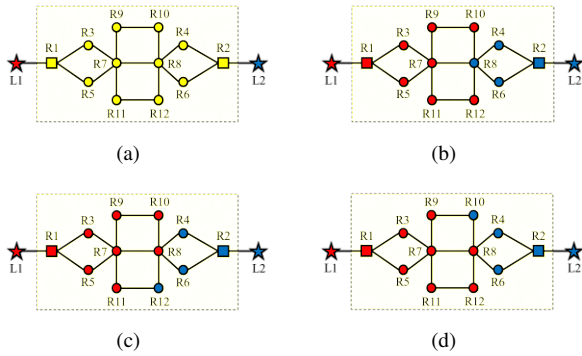 R9 R10
R3 R4
R1 R7 R8 R2
L1 R5 R6 L2
R11 R12
(a)
R9 R10
R3 R4
R1 R7 R8 R2
L1 R5 R6 L2
R11 R12
(b)
R9 R10
R3 R4
R1 R7 R8 R2
L1 R5 R6 L2
R11 R12
(c)
R9 R10
R3 R4
R1 R7 R8 R2
L1 R5 R6 L2
R11 R12
(d)